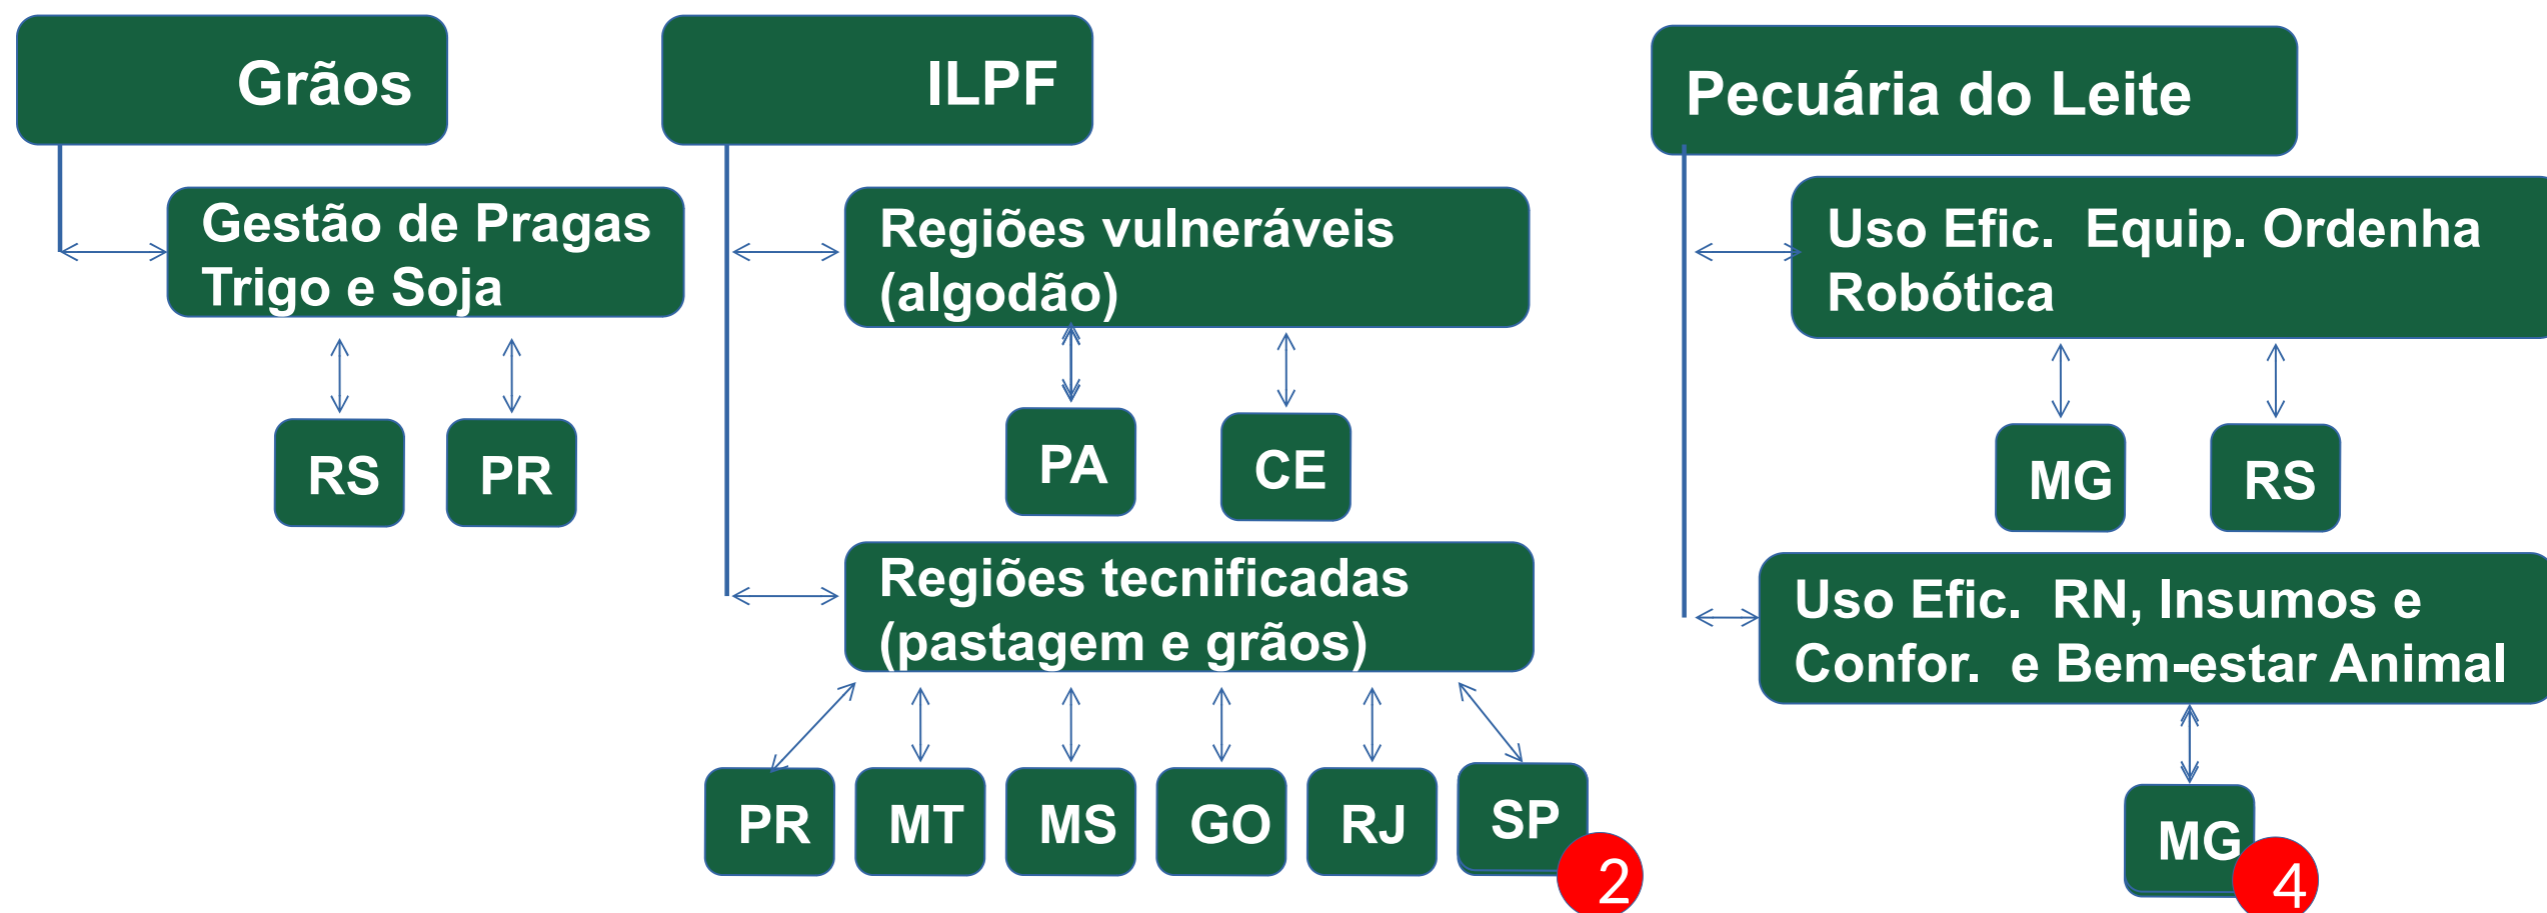 Grãos
Gestão de Pragas
Trigo e Soja
RS
PR
ILPF
Regiões vulneráveis
(algodão)
PA
CE
Regiões tecnificadas
(pastagem e grãos)
PR
MT
MS
GO
RJ
SP
2
Pecuária do Leite
Uso Efic. Equip. Ordenha
Robótica
MG
RS
Uso Efic. RN, Insumos e
Confor. e Bem-estar Animal
MG
4